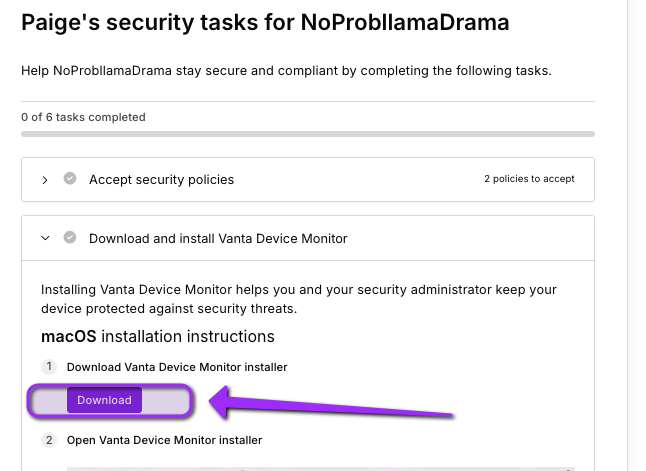 Paige's security tasks for NoProbllamaDrama
Help NoProbllamaDrama stay secure and compliant by completing the following tasks.
0 of 6 tasks completed
Accept security policies 2 policies to accept
Download and install Vanta Device Monitor
Installing Vanta Device Monitor helps you and your security administrator keep your
device protected against security threats.
macOS installation instructions
1 Download Vanta Device Monitor installer
Download
2 Open Vanta Device Monitor installer